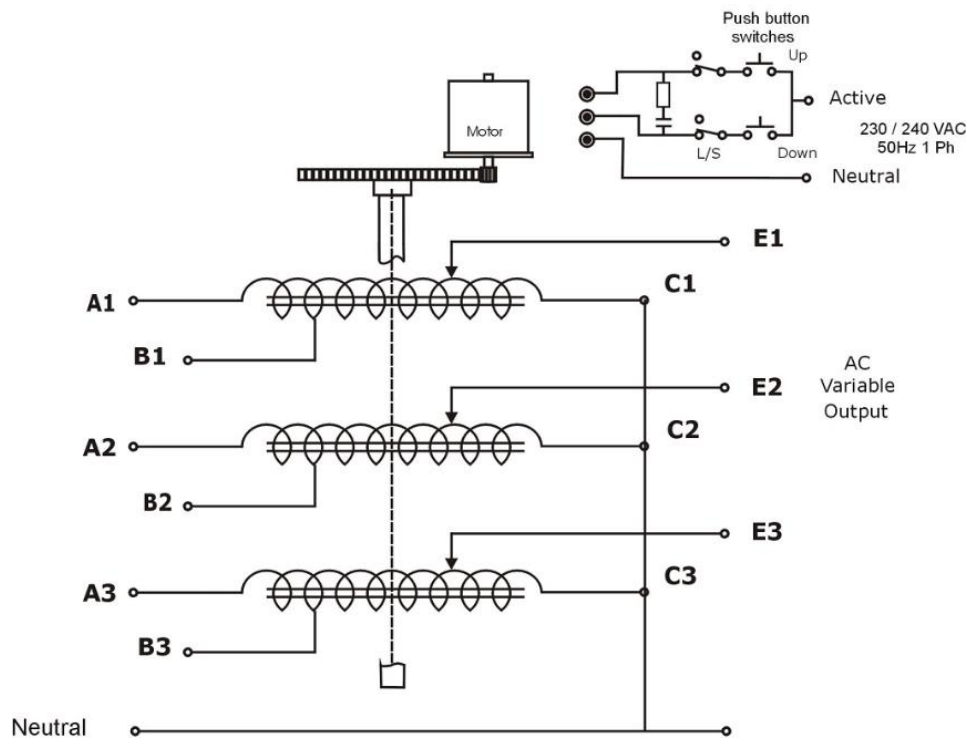 Push button
switches
Up
Motor
Active
230 / 240 VAC
50Hz 1 Ph
L/S
Down
Neutral
E1
A1
C1
B1
E2
AC
Variable
Output
A2
C2
B2
E3
A3
C3
B3
Neutral